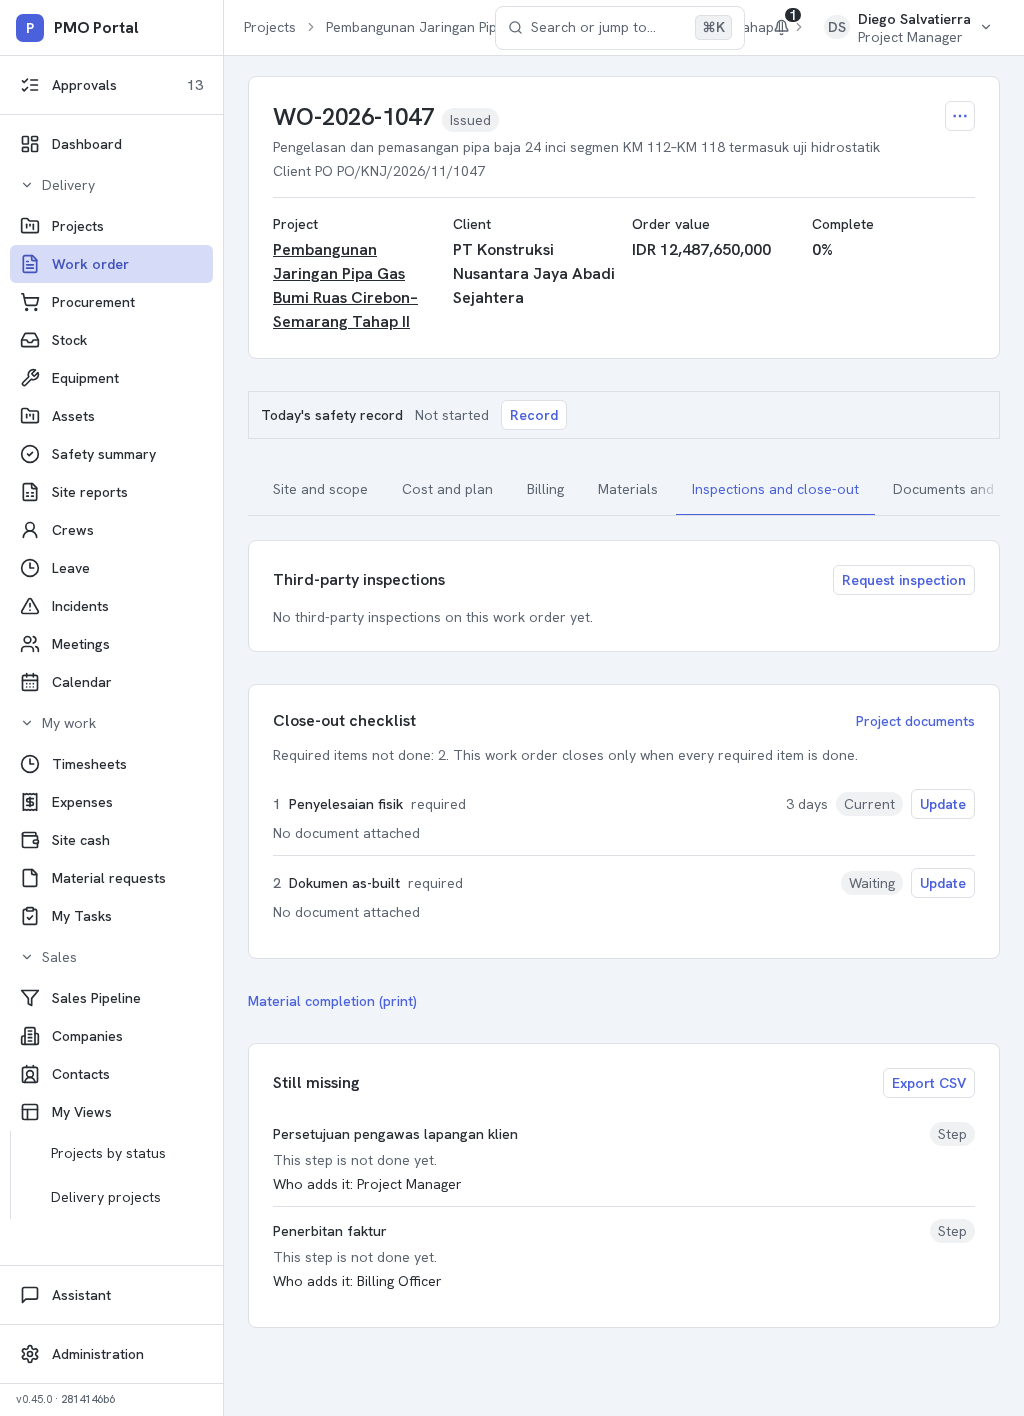 P PMO Portal
Projects > Pembangunan Jaringan Pip
Search or jump to... ⌘K
ahap
1
DS
Diego Salvatierra
Project Manager
Approvals 13
Dashboard
Delivery
Projects
Work order
Procurement
Stock
Equipment
Assets
Safety summary
Site reports
Crews
Leave
Incidents
Meetings
Calendar
My work
Timesheets
Expenses
Site cash
Material requests
My Tasks
Sales
Sales Pipeline
Companies
Contacts
My Views
Projects by status
Delivery projects
Assistant
Administration
v0.45.0 · 2814146b6
WO-2026-1047 Issued
Pengelasan dan pemasangan pipa baja 24 inci segmen KM 112–KM 118 termasuk uji hidrostatik
Client PO PO/KNJ/2026/11/1047
Project
Pembangunan
Jaringan Pipa Gas
Bumi Ruas Cirebon–
Semarang Tahap II
Client
PT Konstruksi
Nusantara Jaya Abadi
Sejahtera
Order value
IDR 12,487,650,000
Complete
0%
Today's safety record Not started Record
Site and scope Cost and plan Billing Materials Inspections and close-out Documents and
Third-party inspections Request inspection
No third-party inspections on this work order yet.
Close-out checklist Project documents
Required items not done: 2. This work order closes only when every required item is done.
1 Penyelesaian fisik required 3 days Current Update
No document attached
2 Dokumen as-built required Waiting Update
No document attached
Material completion (print)
Still missing Export CSV
Persetujuan pengawas lapangan klien Step
This step is not done yet.
Who adds it: Project Manager
Penerbitan faktur Step
This step is not done yet.
Who adds it: Billing Officer